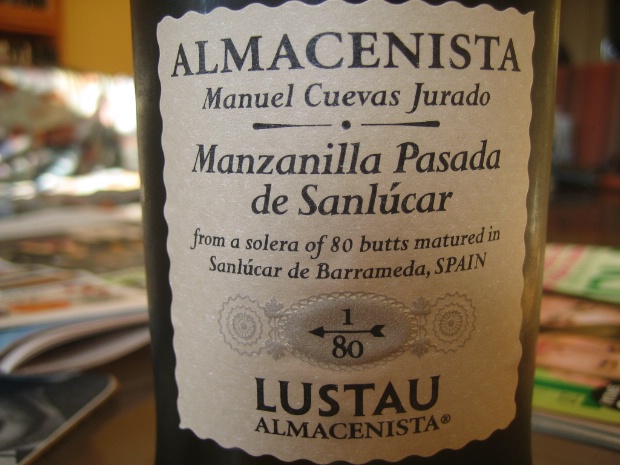 ALMACENISTA
Manuel Cuevas Jurado
Manzanilla Pasada
de Sanlúcar
from a solera of 80 butts matured in
Sanlúcar de Barrameda, SPAIN
1
80
LUSTAU
ALMACENISTA®